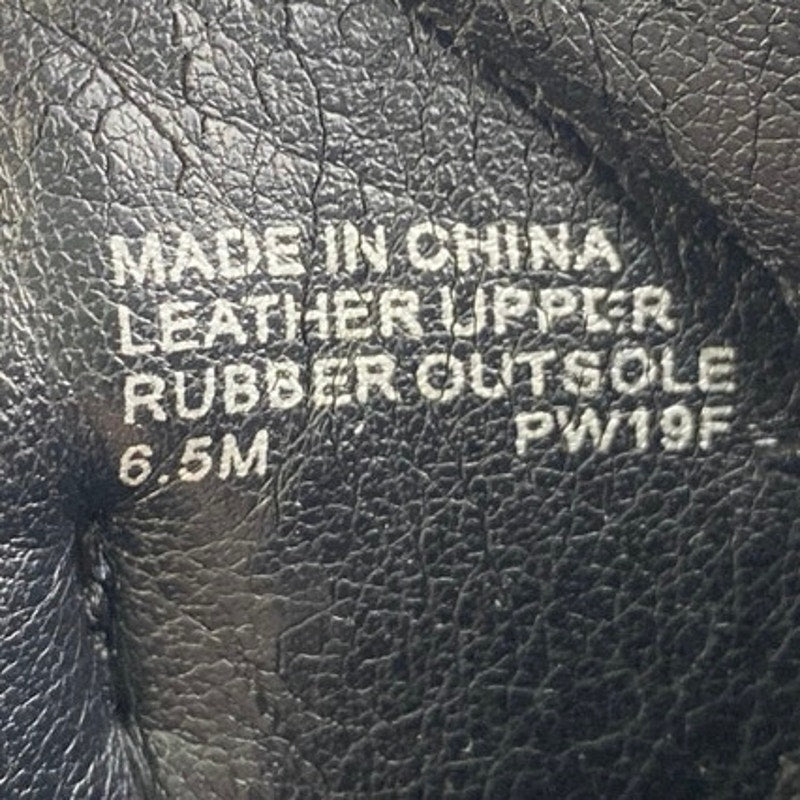 MADE IN CHINA
LEATHER UPPER
RUBBER OUTSOLE
6.5M PW19F